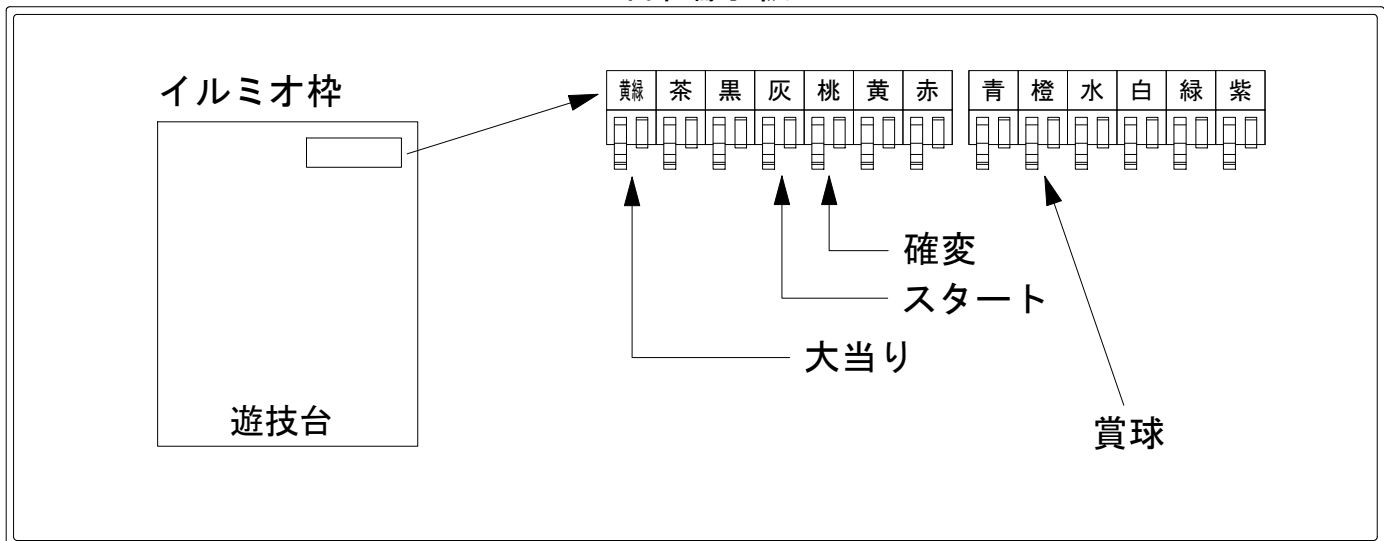 イルミオ枠
黄緑 茶 黒 灰 桃 黄 赤 青 橙 水 白 緑 紫
確変
スタート
大当り
遊技台
賞球